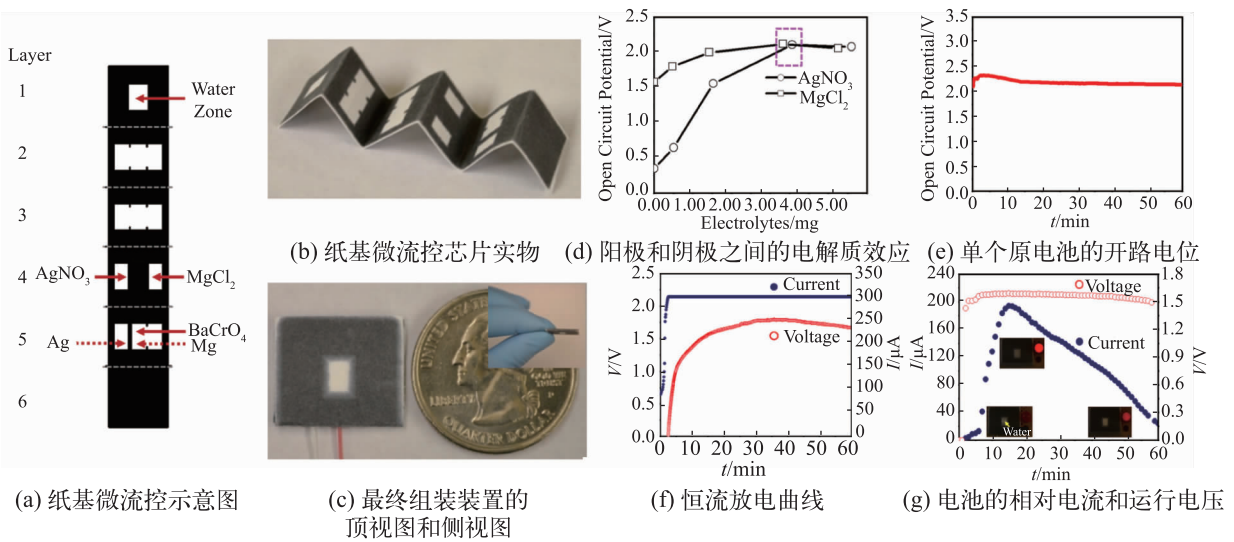 Layer
1
Water
Zone
2
3
4
AgNO3
MgCl2
5
Ag
BaCrO4
Mg
6
(a) 纸基微流控示意图
(b) 纸基微流控芯片实物
UNITED STATES
LIBERTY
QUARTER DOLLAR
(c) 最终组装装置的
顶视图和侧视图
Open Circuit Potential/V
2.5
2.0
1.5
1.0
0.5
0.0
AgNO3
MgCl2
0.00 1.00 2.00 3.00 4.00 5.00
Electrolytes/mg
(d) 阳极和阴极之间的电解质效应
Open Circuit Potential/V
3.5
3.0
2.5
2.0
1.5
1.0
0.5
0.0
0 10 20 30 40 50 60
t/min
(e) 单个原电池的开路电位
V/V
2.5
2.0
1.5
1.0
0.5
0.0
Current
Voltage
350
300
250
200
150
100
50
0
I/μA
0 10 20 30 40 50 60
t/min
(f) 恒流放电曲线
I/μA
240
200
160
120
80
40
0
Voltage
Current
Water
1.8
1.5
1.2
0.9
0.6
0.3
0.0
V/V
0 10 20 30 40 50 60
t/min
(g) 电池的相对电流和运行电压